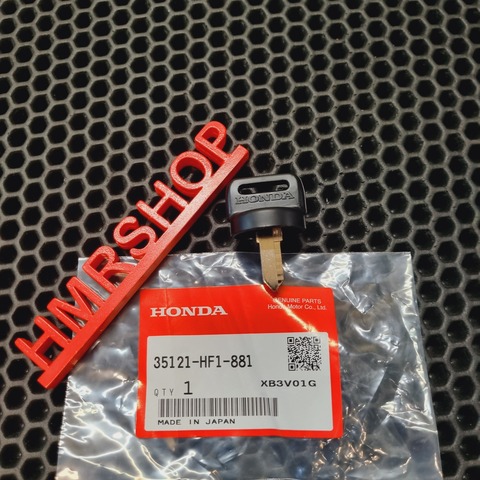 HMRSHOP
HONDA
HONDA
GENUINE PARTS
Honda Motor Co., Ltd.
35121-HF1-881
QTY 1
XB3V01G
MADE IN JAPAN